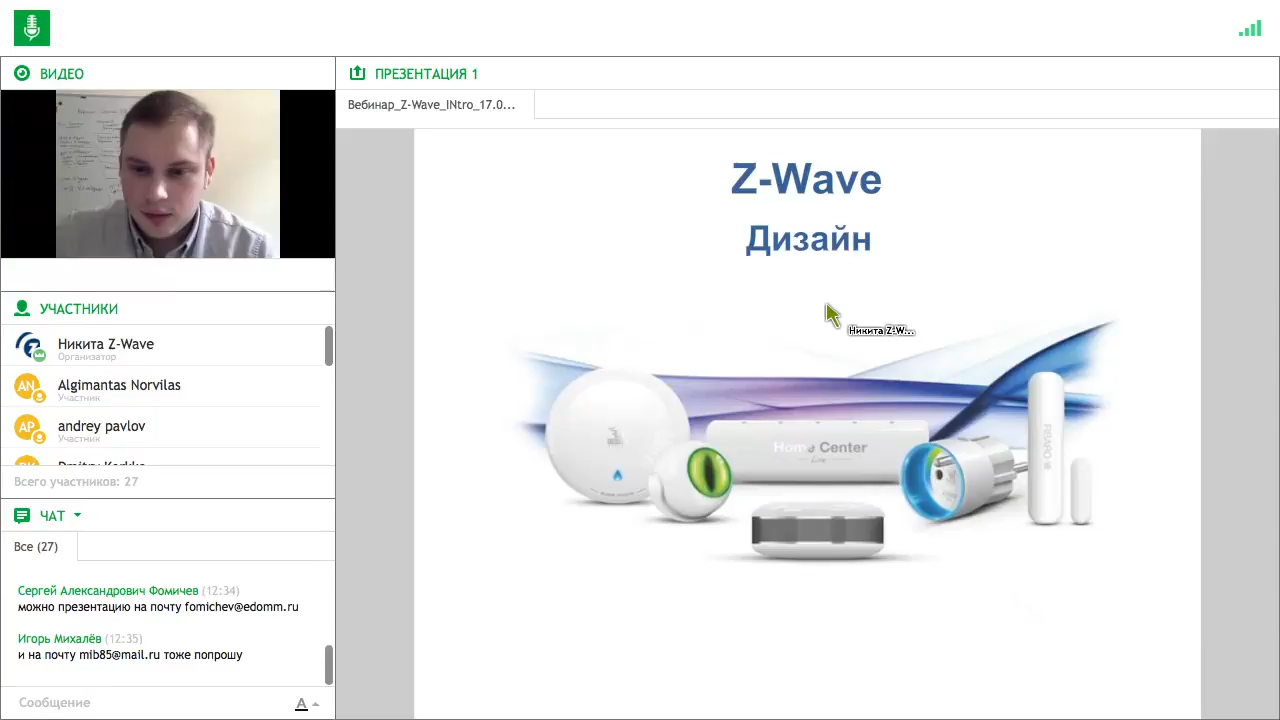 ВИДЕО
ПРЕЗЕНТАЦИЯ 1
Вебинар_Z-Wave_INtro_17.0...
Z-Wave
Дизайн
Никита Z-W...
Home Center
Lite
FIBARO
УЧАСТНИКИ
Никита Z-Wave
Организатор
AN
Algimantas Norvilas
Участник
AP
andrey pavlov
Участник
Всего участников: 27
ЧАТ
Все (27)
Сергей Александрович Фомичев (12:34)
можно презентацию на почту fomichev@edomm.ru
Игорь Михалёв (12:35)
и на почту mib85@mail.ru тоже попрошу
Сообщение
A